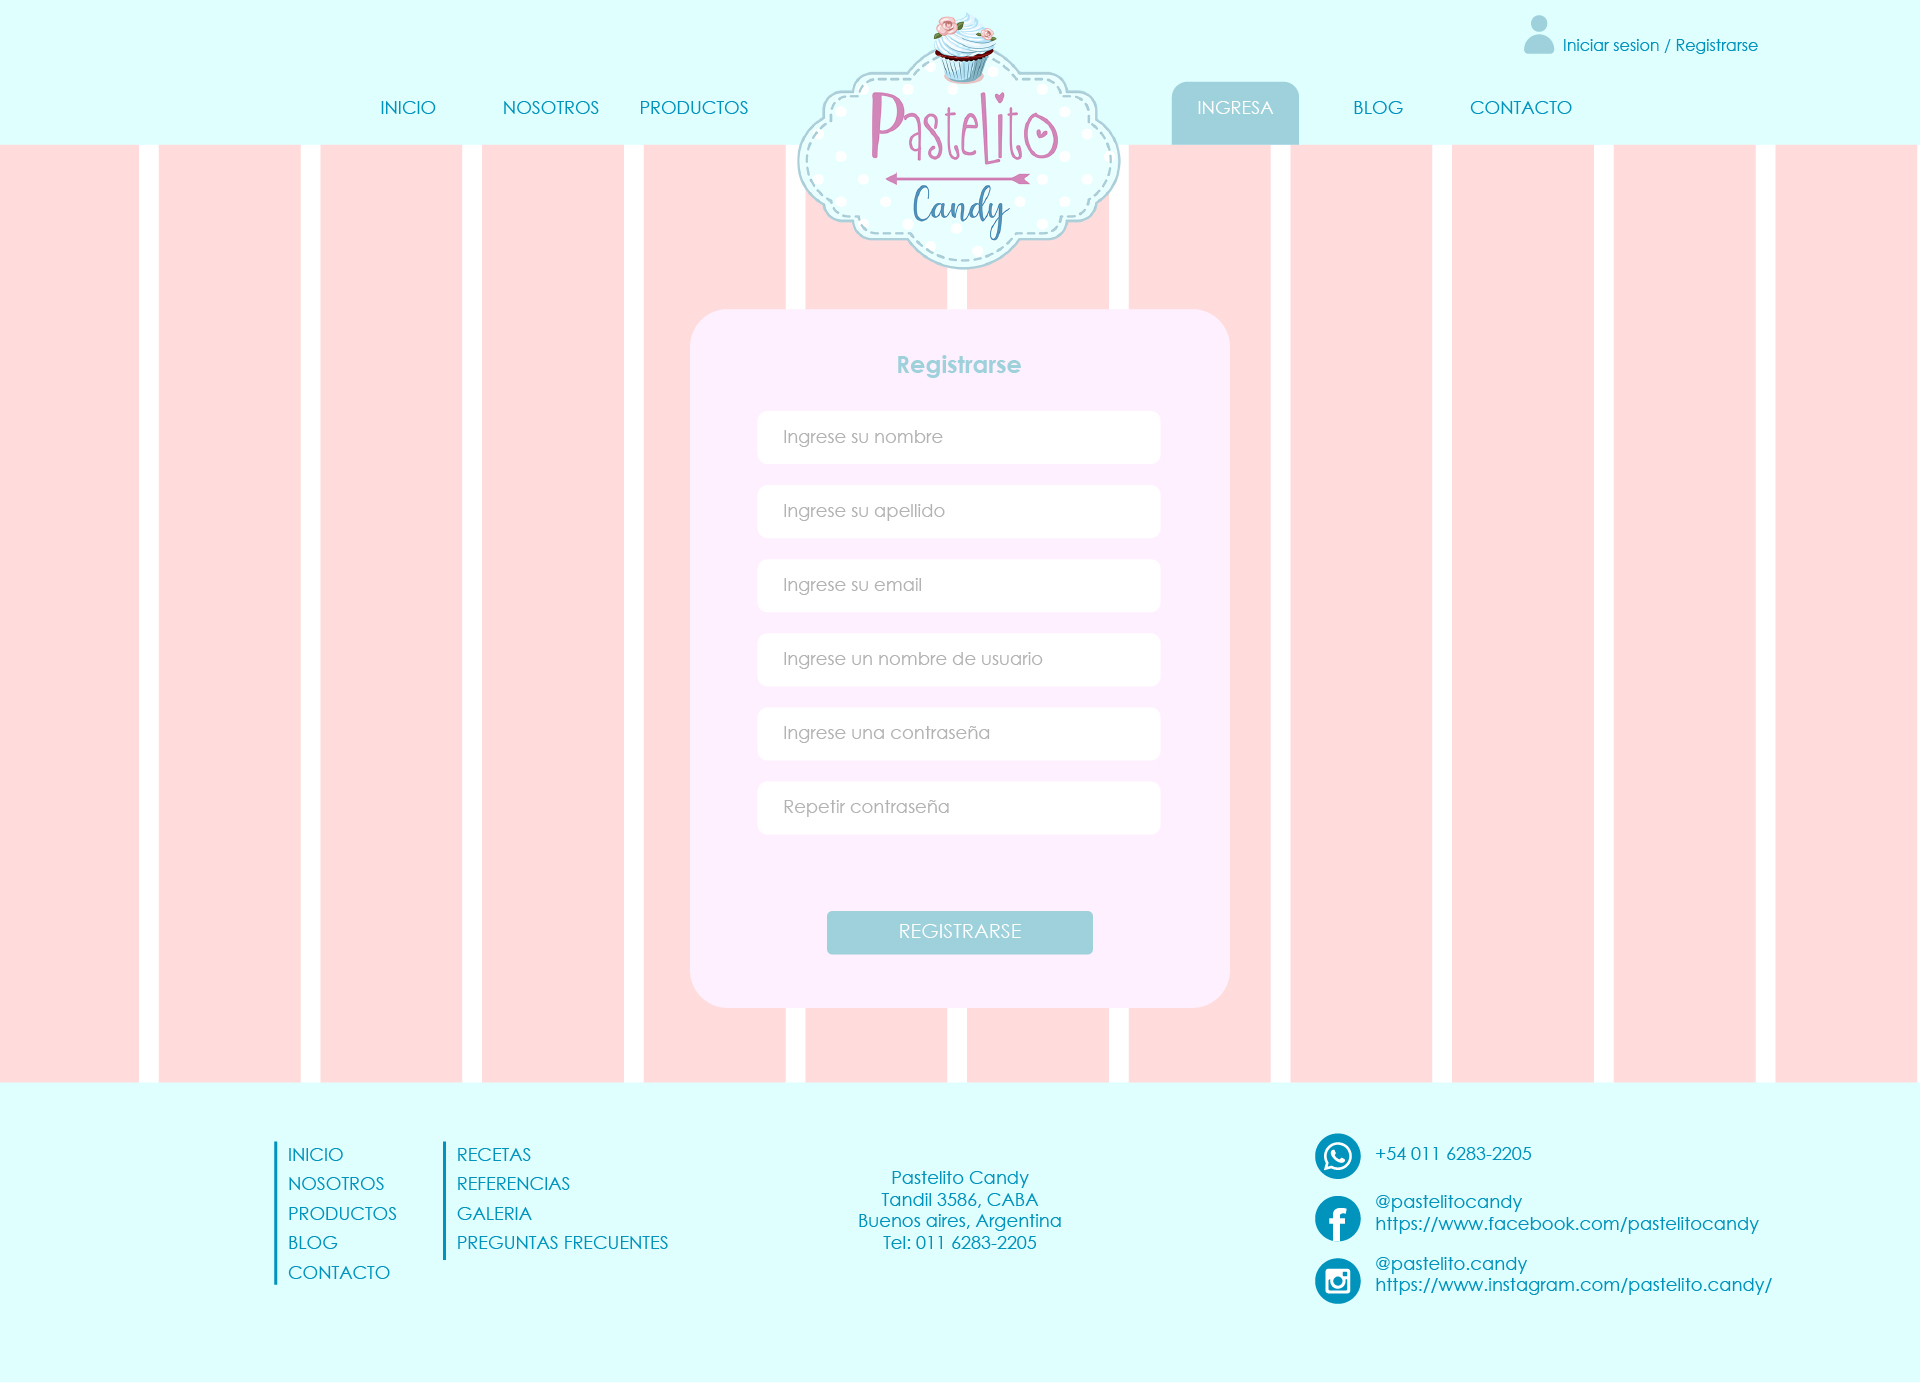 Iniciar sesion / Registrarse
INICIO
NOSOTROS
PRODUCTOS
Pastelito
Candy
INGRESA
BLOG
CONTACTO
Registrarse
Ingrese su nombre
Ingrese su apellido
Ingrese su email
Ingrese un nombre de usuario
Ingrese una contraseña
Repetir contraseña
REGISTRARSE
INICIO
NOSOTROS
PRODUCTOS
BLOG
CONTACTO
RECETAS
REFERENCIAS
GALERIA
PREGUNTAS FRECUENTES
Pastelito Candy
Tandil 3586, CABA
Buenos aires, Argentina
Tel: 011 6283-2205
+54 011 6283-2205
@pastelitocandy
https://www.facebook.com/pastelitocandy
@pastelito.candy
https://www.instagram.com/pastelito.candy/